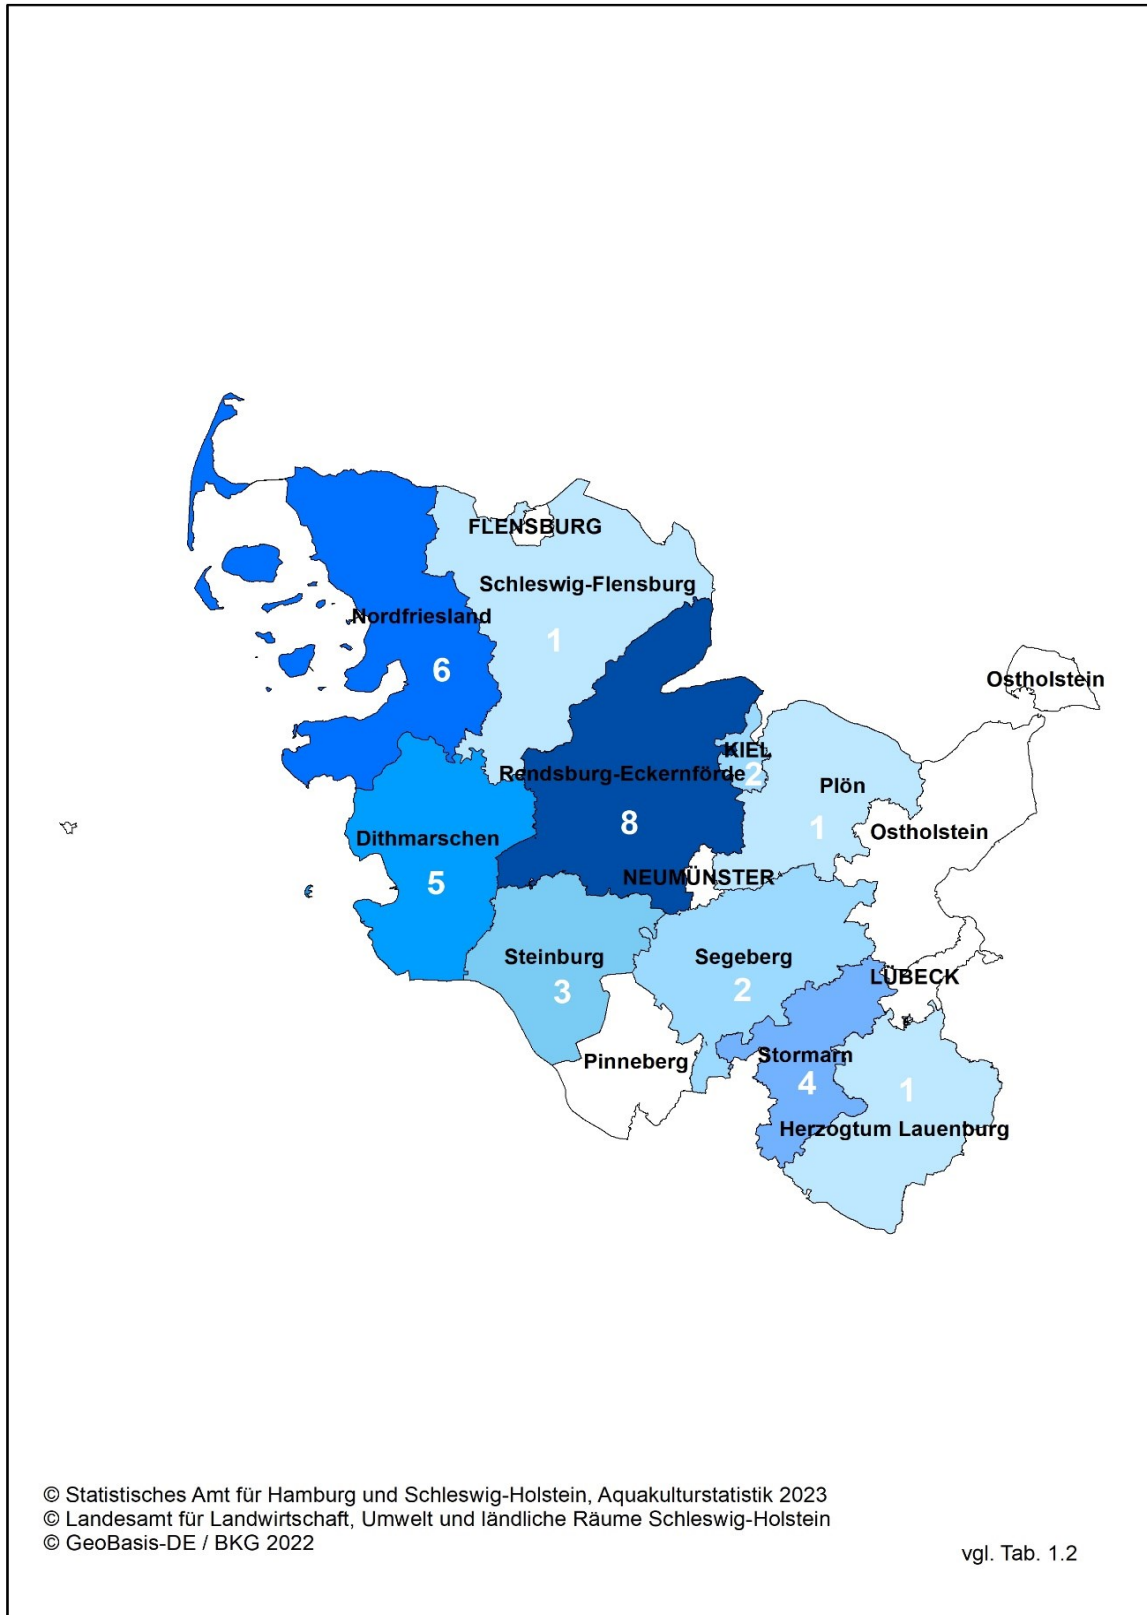 FLENSBURG
Schleswig-Flensburg
1
Nordfriesland
6
Ostholstein
KIEL
2
Rendsburg-Eckernförde
8
Plön
1
Ostholstein
Dithmarschen
5
NEUMÜNSTER
Steinburg
3
Segeberg
2
LÜBECK
Pinneberg
Stormarn
4
1
Herzogtum Lauenburg
© Statistisches Amt für Hamburg und Schleswig-Holstein, Aquakulturstatistik 2023
© Landesamt für Landwirtschaft, Umwelt und ländliche Räume Schleswig-Holstein
© GeoBasis-DE / BKG 2022
vgl. Tab. 1.2